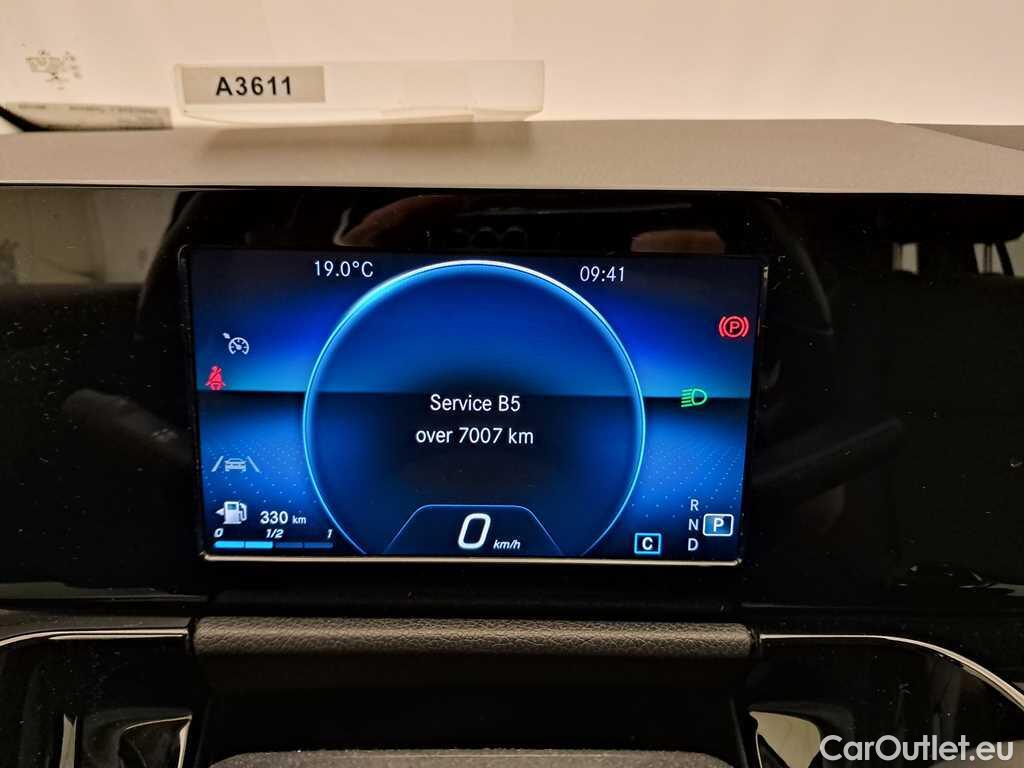 A3611
19.0°C 09:41
P
Service B5
over 7007 km
330 km
0 1/2 1
0 km/h
C
R
N P
D
CarOutlet.eu